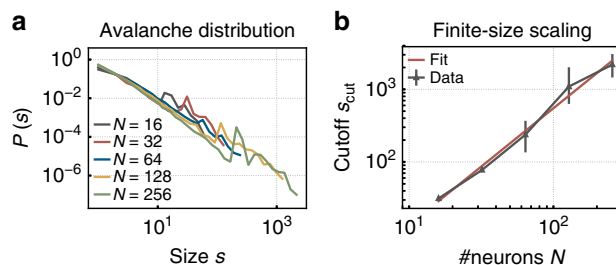 a
Avalanche distribution
P (s)
10^0
10^-2
10^-4
10^-6
N = 16
N = 32
N = 64
N = 128
N = 256
10^1
10^3
Size s
b
Finite-size scaling
Cutoff s_cut
10^3
10^2
Fit
Data
10^1
10^2
#neurons N